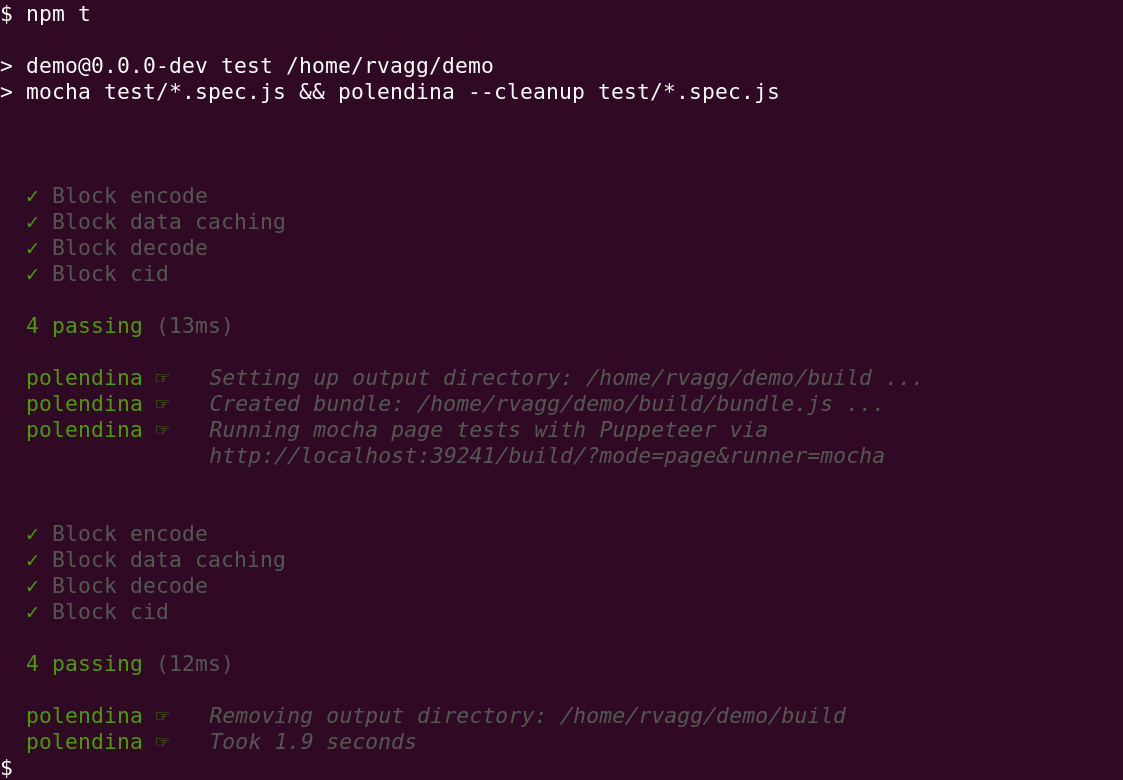 $ npm t
> demo@0.0.0-dev test /home/rvagg/demo
> mocha test/*.spec.js && polendina --cleanup test/*.spec.js
✓ Block encode
✓ Block data caching
✓ Block decode
✓ Block cid
4 passing (13ms)
polendina ☞ Setting up output directory: /home/rvagg/demo/build ...
polendina ☞ Created bundle: /home/rvagg/demo/build/bundle.js ...
polendina ☞ Running mocha page tests with Puppeteer via
http://localhost:39241/build/?mode=page&runner=mocha
✓ Block encode
✓ Block data caching
✓ Block decode
✓ Block cid
4 passing (12ms)
polendina ☞ Removing output directory: /home/rvagg/demo/build
polendina ☞ Took 1.9 seconds
$